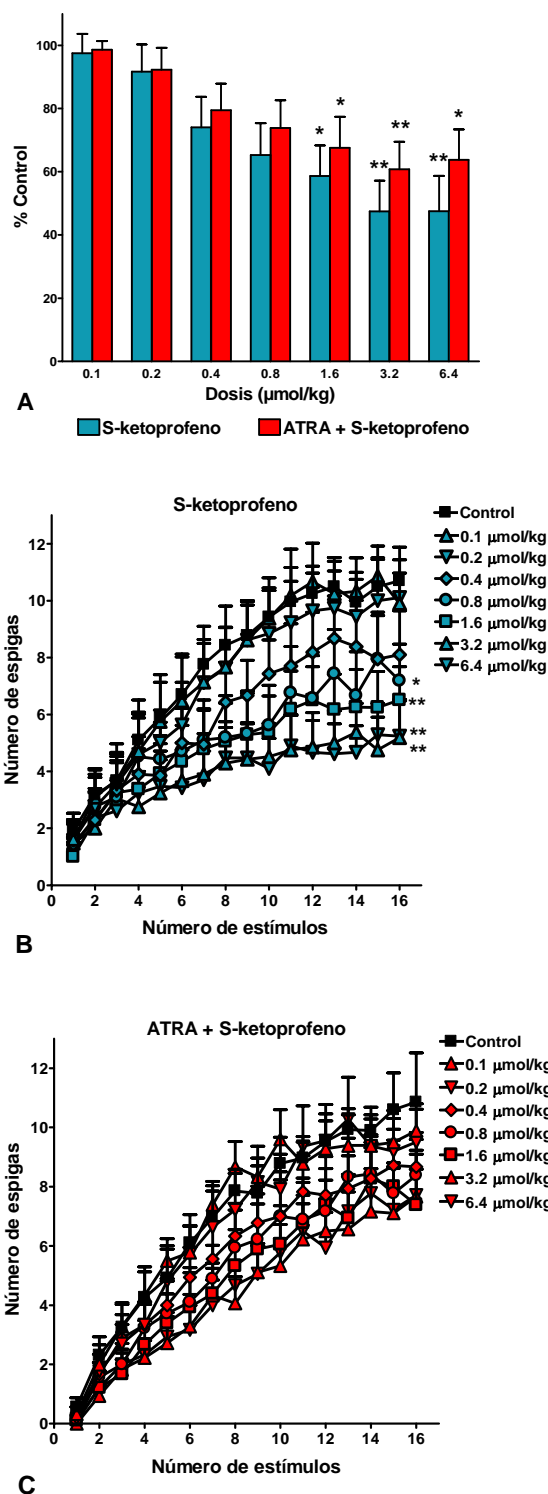 100
80
60
40
20
0
% Control
* * ** ** ** *
0.1 0.2 0.4 0.8 1.6 3.2 6.4
Dosis (µmol/kg)
A
S-ketoprofeno ATRA + S-ketoprofeno
S-ketoprofeno
12
10
8
6
4
2
0
Número de espigas
0 2 4 6 8 10 12 14 16
Número de estímulos
Control
0.1 µmol/kg
0.2 µmol/kg
0.4 µmol/kg
0.8 µmol/kg
1.6 µmol/kg
3.2 µmol/kg
6.4 µmol/kg
*
**
**
**
B
ATRA + S-ketoprofeno
12
10
8
6
4
2
0
Número de espigas
0 2 4 6 8 10 12 14 16
Número de estímulos
Control
0.1 µmol/kg
0.2 µmol/kg
0.4 µmol/kg
0.8 µmol/kg
1.6 µmol/kg
3.2 µmol/kg
6.4 µmol/kg
C